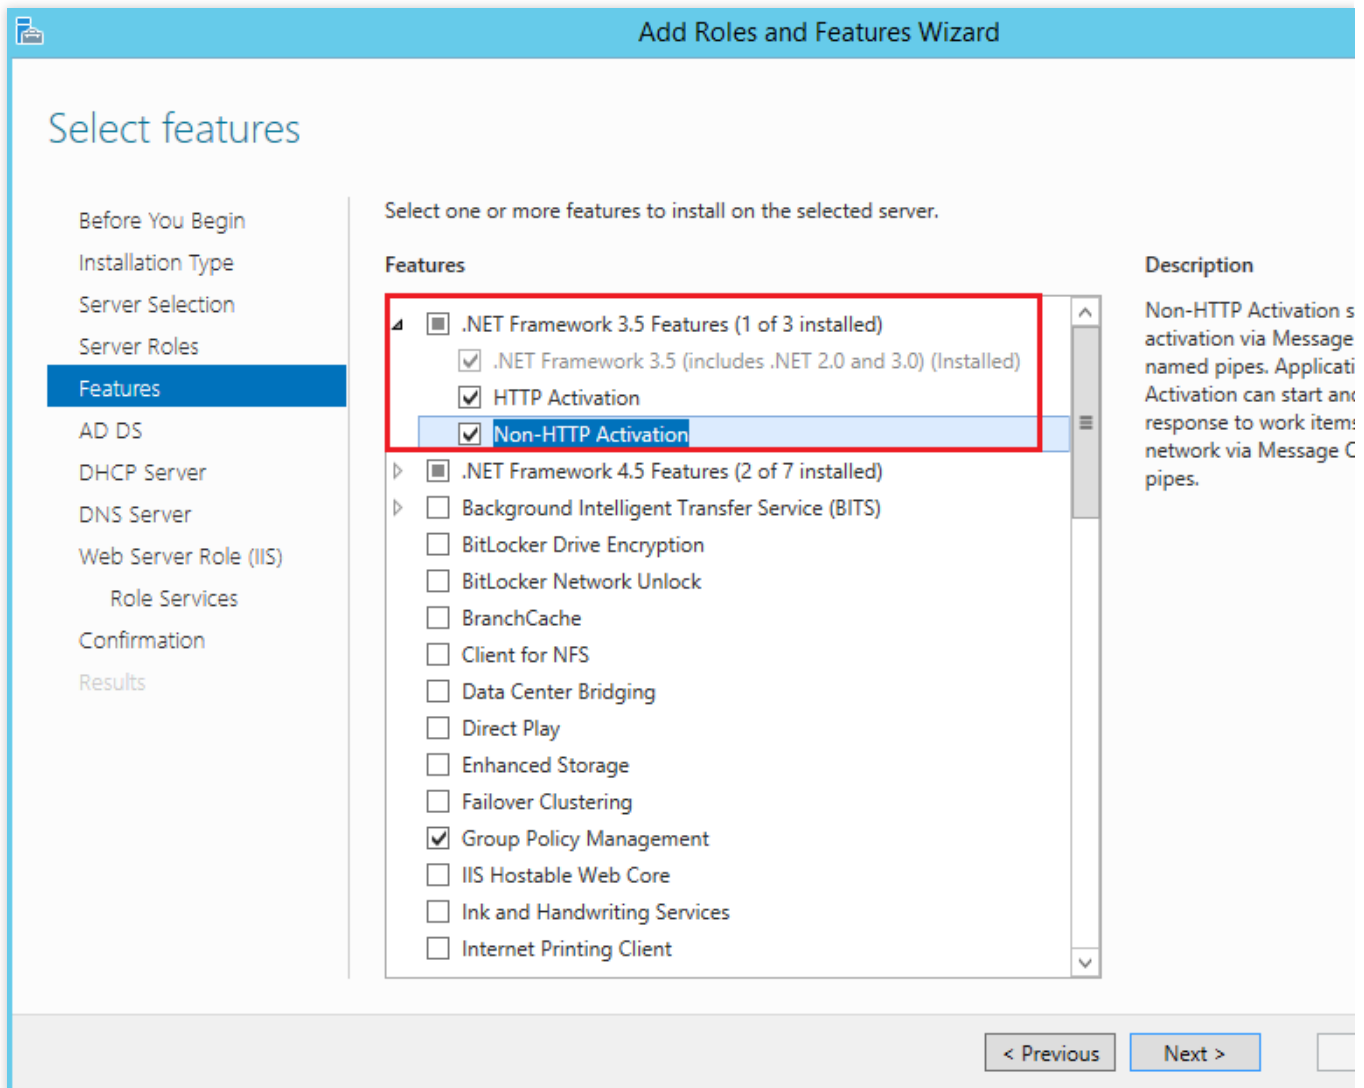 Add Roles and Features Wizard
Select features
Before You Begin
Installation Type
Server Selection
Server Roles
Features
AD DS
DHCP Server
DNS Server
Web Server Role (IIS)
Role Services
Confirmation
Results
Select one or more features to install on the selected server.
Features
.NET Framework 3.5 Features (1 of 3 installed)
.NET Framework 3.5 (includes .NET 2.0 and 3.0) (Installed)
HTTP Activation
Non-HTTP Activation
.NET Framework 4.5 Features (2 of 7 installed)
Background Intelligent Transfer Service (BITS)
BitLocker Drive Encryption
BitLocker Network Unlock
BranchCache
Client for NFS
Data Center Bridging
Direct Play
Enhanced Storage
Failover Clustering
Group Policy Management
IIS Hostable Web Core
Ink and Handwriting Services
Internet Printing Client
Description
Non-HTTP Activation s
activation via Message
named pipes. Applicati
Activation can start and
response to work items
network via Message C
pipes.
< Previous
Next >